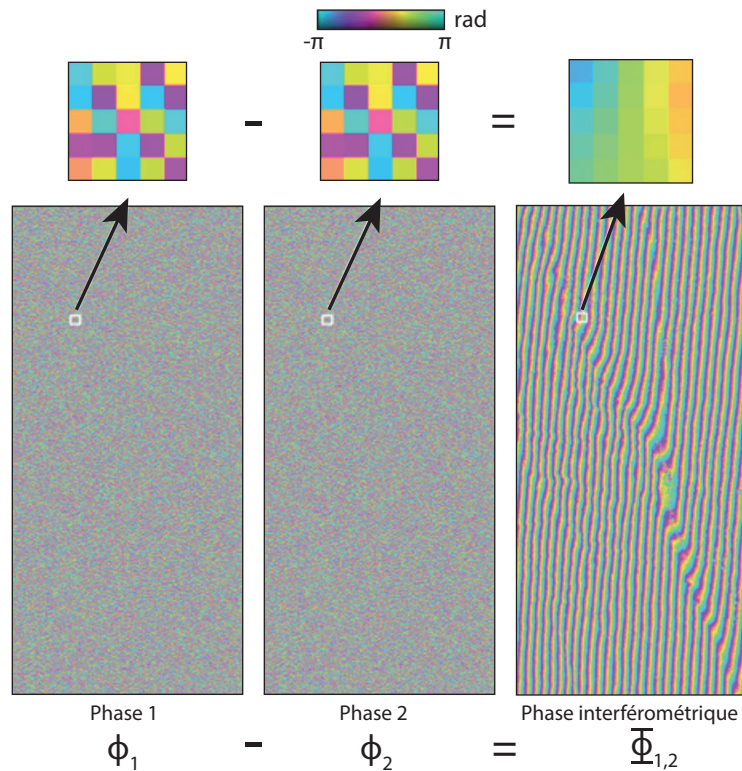 rad
-π π
- =
Phase 1 Phase 2 Phase interférométrique
ϕ1 - ϕ2 = Φ1,2